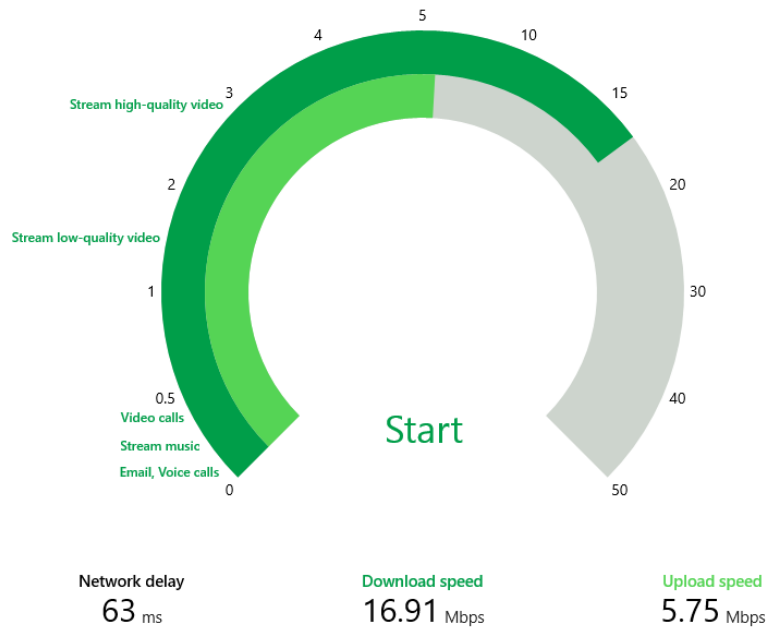 5
4
10
3
15
Stream high-quality video
2
20
Stream low-quality video
1
30
0.5
40
Video calls
Start
Stream music
Email, Voice calls
0
50
Network delay
Download speed
Upload speed
63 ms
16.91 Mbps
5.75 Mbps